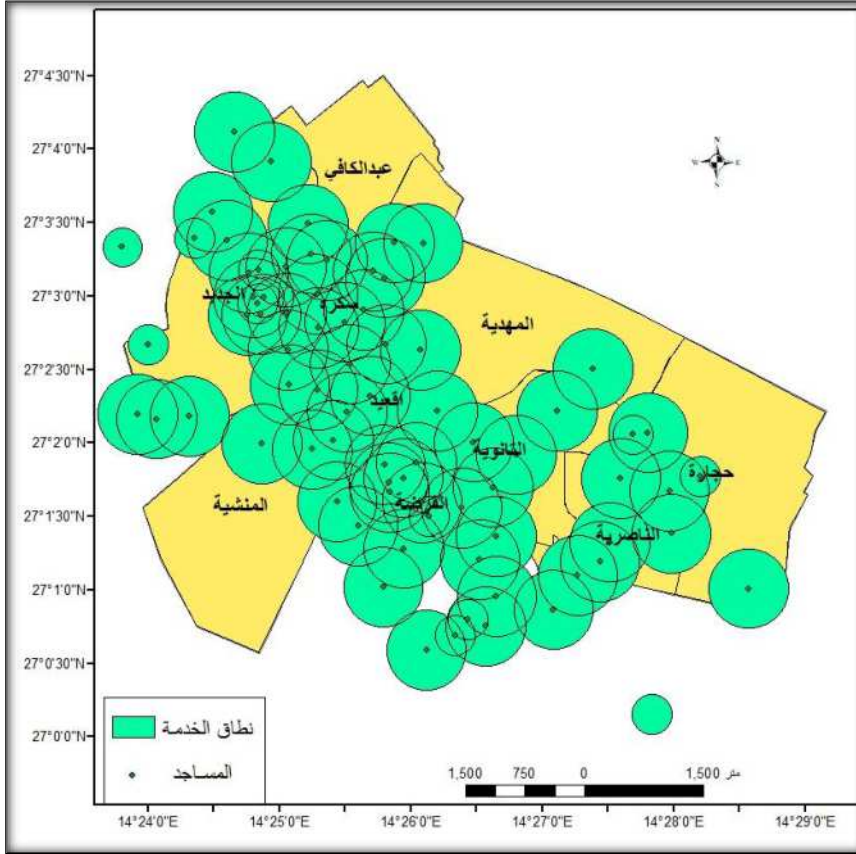 27°4'30"N
27°4'0"N
27°3'30"N
27°3'0"N
27°2'30"N
27°2'0"N
27°1'30"N
27°1'0"N
27°0'30"N
27°0'0"N
N
W E
S
عبدالكافي
الجديد
سكرة
المهدية
اقعيد
الثانوية
حجارة
المنشية
القرضة
الناصرية
نطاق الخدمة
المساجد
1,500 750 0 1,500 متر
14°24'0"E 14°25'0"E 14°26'0"E 14°27'0"E 14°28'0"E 14°29'0"E